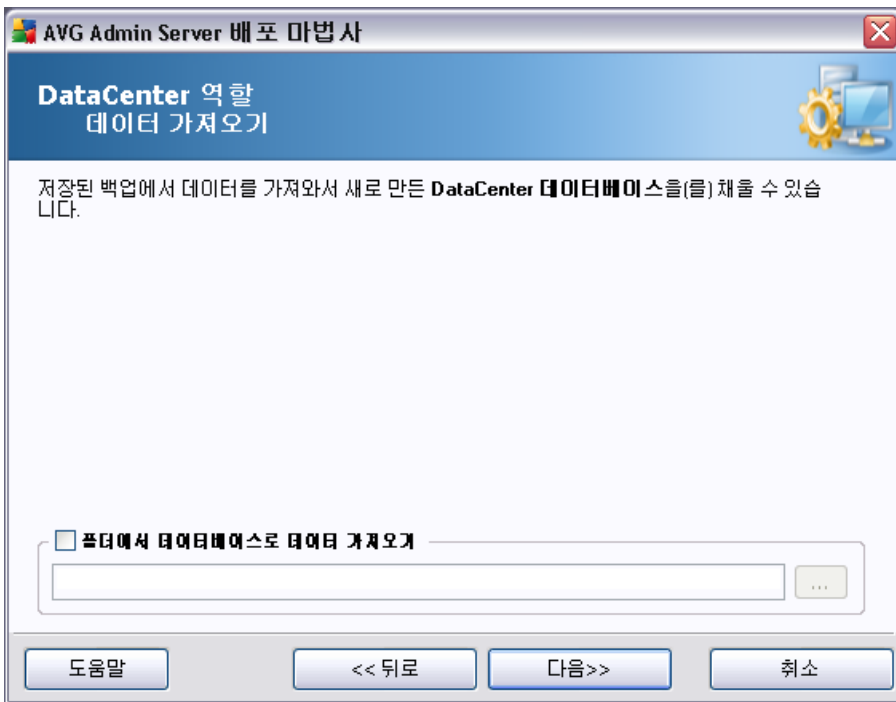 AVG Admin Server 배포 마법사
DataCenter 역할
데이터 가져오기
저장된 백업에서 데이터를 가져와서 새로 만든 DataCenter 데이터베이스을(를) 채울 수 있습
니다.
폴더에서 데이터베이스로 데이터 가져오기
...
도움말
<< 뒤로
다음>>
취소